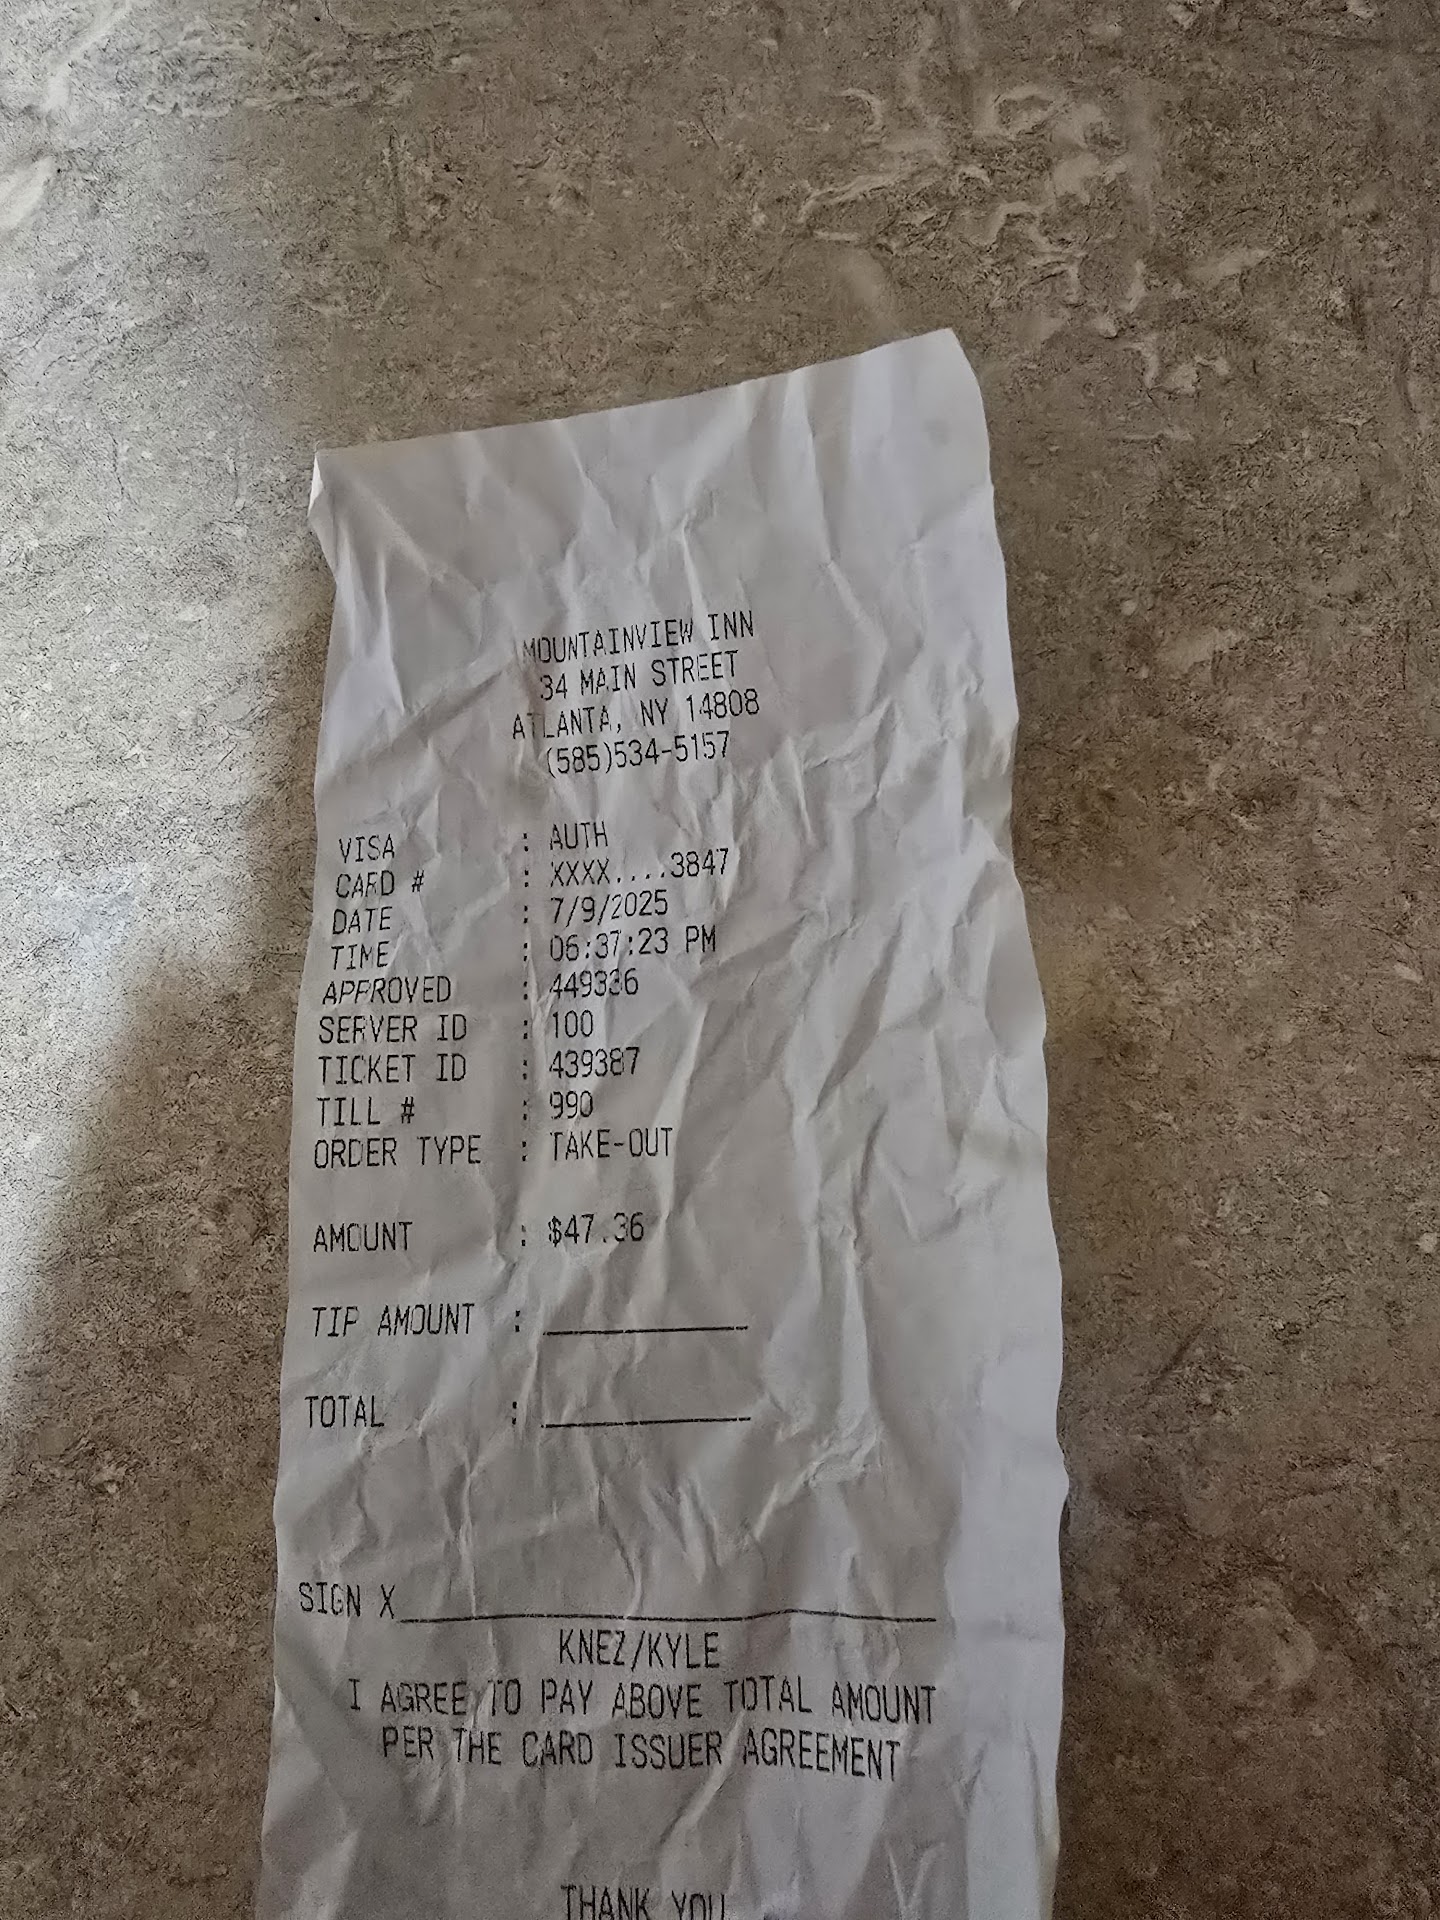 MOUNTAINVIEW INN
34 MAIN STREET
ATLANTA, NY 14808
(585)534-5157
VISA : AUTH
CARD # : XXXX....3847
DATE : 7/9/2025
TIME : 06:37:23 PM
APPROVED : 449336
SERVER ID : 100
TICKET ID : 439387
TILL # : 990
ORDER TYPE : TAKE-OUT
AMOUNT : $47.36
TIP AMOUNT : __________
TOTAL : __________
SIGN X__________________________
KNEZ/KYLE
I AGREE TO PAY ABOVE TOTAL AMOUNT
PER THE CARD ISSUER AGREEMENT
THANK YOU